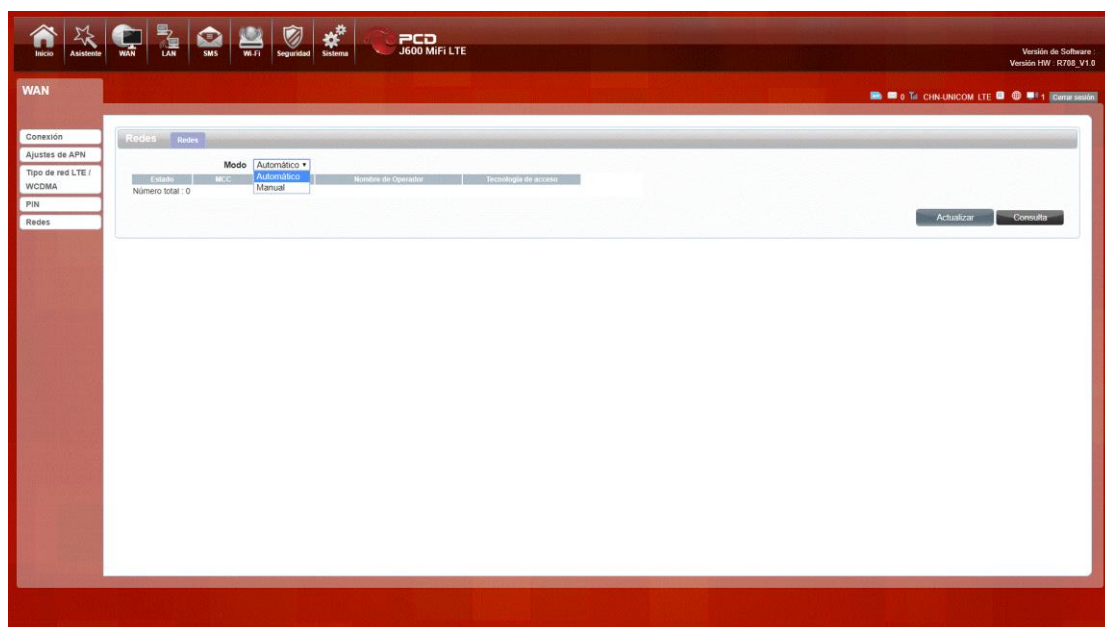 Inicio Asistente WAN LAN SMS Wi-Fi Seguridad Sistema
PCD
J600 MiFi LTE
Versión de Software :
Versión HW : R708_V1.0
WAN
0 CHN-UNICOM LTE 1 Cerrar sesión
Conexión
Ajustes de APN
Tipo de red LTE /
WCDMA
PIN
Redes
Redes Redes
Modo Automático
Automático
Manual
Estado MCC Nombre de Operador Tecnología de acceso
Número total : 0
Actualizar Consulta